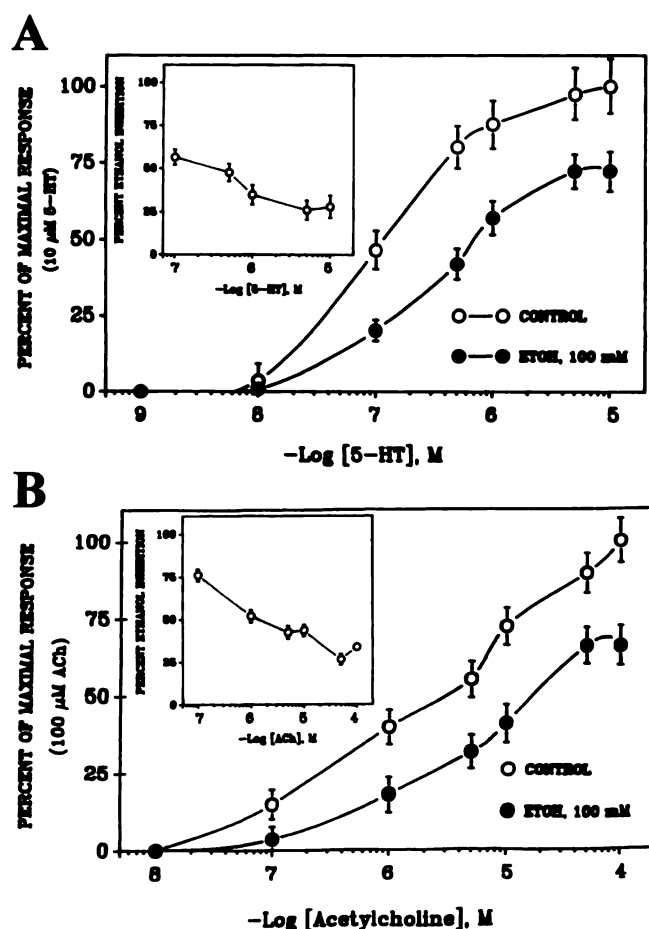 A
PERCENT OF MAXIMAL RESPONSE
(10 μM 5-HT)
100
75
50
25
0
PERCENT ETHANOL INHIBITION
100
75
50
25
0
7
6
5
-Log [5-HT], M
CONTROL
ETOH, 100 mM
9
8
7
6
5
-Log [5-HT], M
B
PERCENT OF MAXIMAL RESPONSE
(100 μM ACh)
100
75
50
25
0
PERCENT ETHANOL INHIBITION
100
75
50
25
0
7
6
5
4
-Log [ACh], M
CONTROL
ETOH, 100 mM
8
7
6
5
4
-Log [Acetylcholine], M